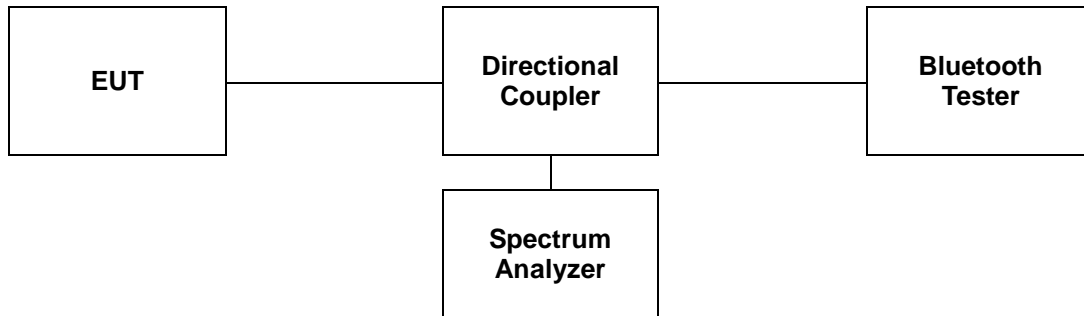 EUT
Directional
Coupler
Bluetooth
Tester
Spectrum
Analyzer